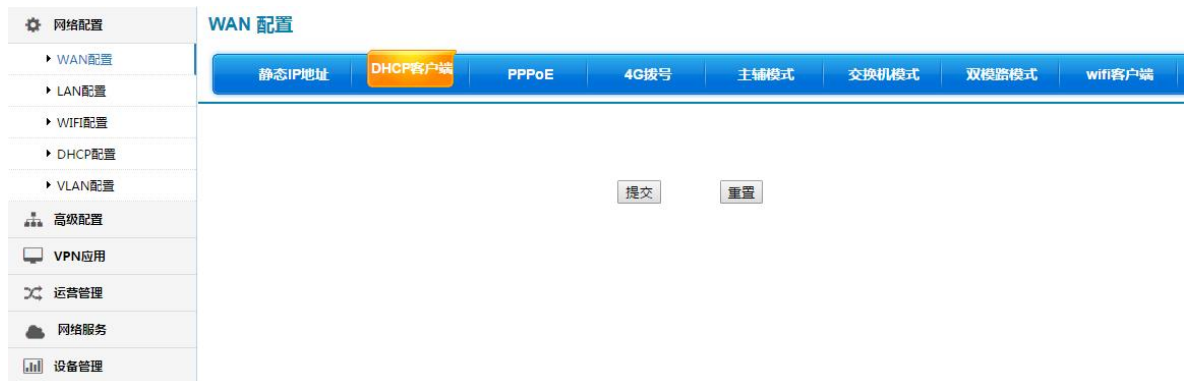 网络配置
WAN配置
LAN配置
WIFI配置
DHCP配置
VLAN配置
高级配置
VPN应用
运营管理
网络服务
设备管理
WAN 配置
静态IP地址 DHCP客户端 PPPoE 4G拨号 主辅模式 交换机模式 双模路模式 wifi客户端
提交 重置